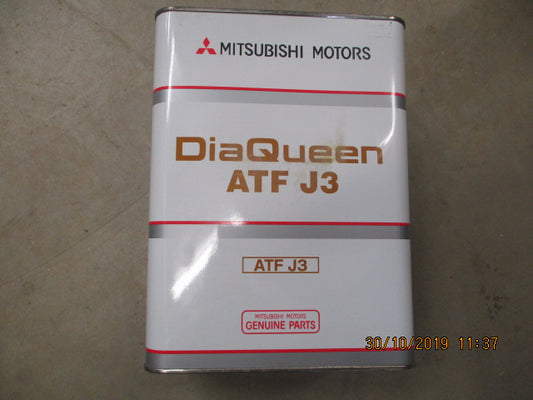 MITSUBISHI MOTORS
DiaQueen
ATF J3
ATF J3
MITSUBISHI MOTORS
GENUINE PARTS
30/10/2019 11:37